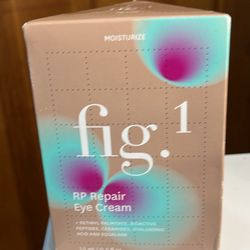 MOISTURIZE
fig.1
RP Repair
Eye Cream
+ RETINYL PALMITATE, BIOACTIVE
PEPTIDES, CERAMIDES, HYALURONIC
ACID AND SQUALANE